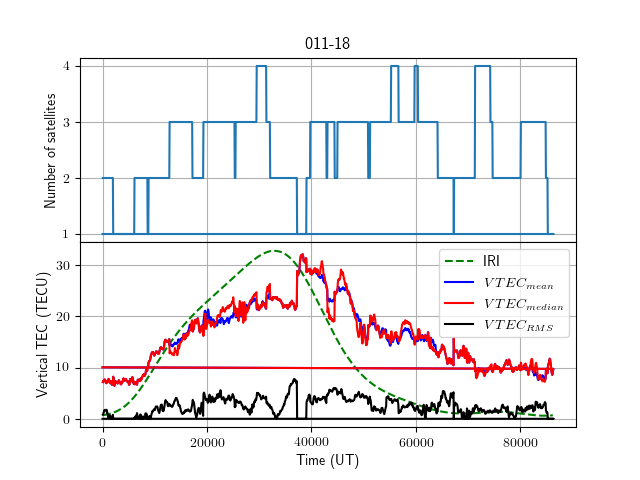 011-18
Number of satellites
4
3
2
1
Vertical TEC (TECU)
30
20
10
0
IRI
VTEC_mean
VTEC_median
VTEC_RMS
0 20000 40000 60000 80000
Time (UT)